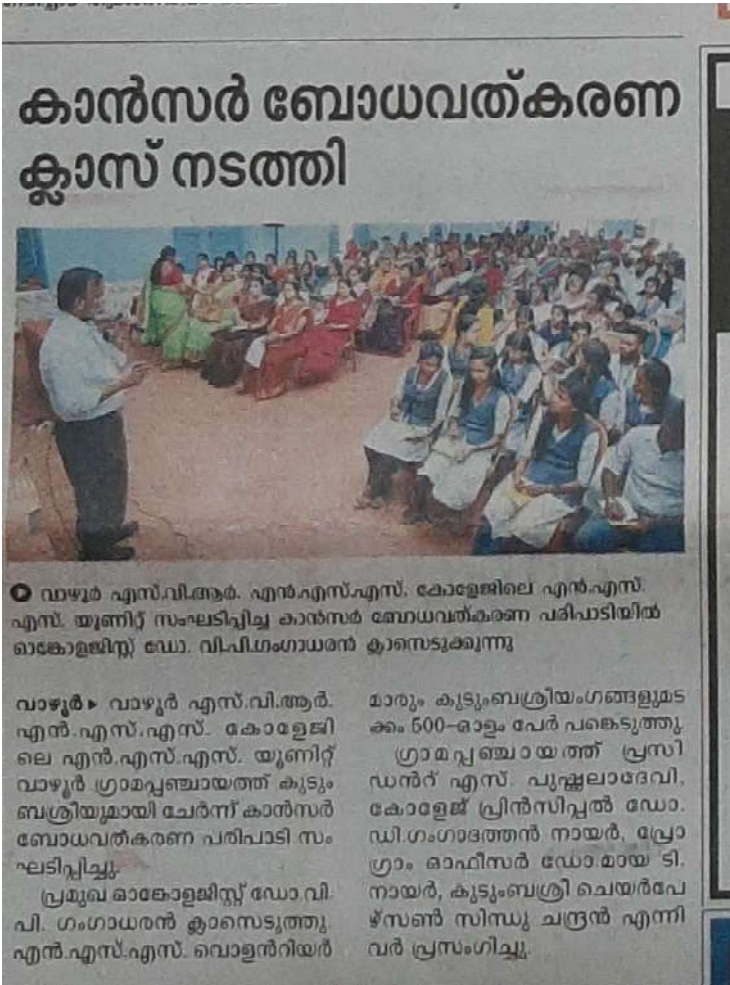 കാൻസർ ബോധവത്കരണ
ക്ലാസ് നടത്തി
വാഴൂർ എസ്.വി.ആർ. എൻ.എസ്.എസ്. കോളേജിലെ എൻ.എസ്.
എസ്. യൂണിറ്റ് സംഘടിപ്പിച്ച കാൻസർ ബോധവത്കരണ പരിപാടിയിൽ
ഓങ്കോളജിസ്റ്റ് ഡോ. വി.പി.ഗംഗാധരൻ ക്ലാസെടുക്കുന്നു
വാഴൂർ ▸ വാഴൂർ എസ്.വി.ആർ.
എൻ.എസ്.എസ്. കോളേജി
ലെ എൻ.എസ്.എസ്. യൂണിറ്റ്
വാഴൂർ ഗ്രാമപ്പഞ്ചായത്ത് കുടും
ബശ്രീയുമായി ചേർന്ന് കാൻസർ
ബോധവത്കരണ പരിപാടി സം
ഘടിപ്പിച്ചു.
പ്രമുഖ ഓങ്കോളജിസ്റ്റ് ഡോ.വി.
പി. ഗംഗാധരൻ ക്ലാസെടുത്തു.
എൻ.എസ്.എസ്. വൊളന്റിയർ
മാരും കുടുംബശ്രീയംഗങ്ങളുമട
ക്കം 500-ഓളം പേർ പങ്കെടുത്തു.
ഗ്രാമപ്പഞ്ചായത്ത് പ്രസി
ഡന്റ് എസ്. പുഷ്കലാദേവി,
കോളേജ് പ്രിൻസിപ്പൽ ഡോ.
ഡി.ഗംഗാദത്തൻ നായർ, പ്രോ
ഗ്രാം ഓഫീസർ ഡോ.മായ ടി.
നായർ, കുടുംബശ്രീ ചെയർപേ
ഴ്സൺ സിന്ധു ചന്ദ്രൻ എന്നി
വർ പ്രസംഗിച്ചു.